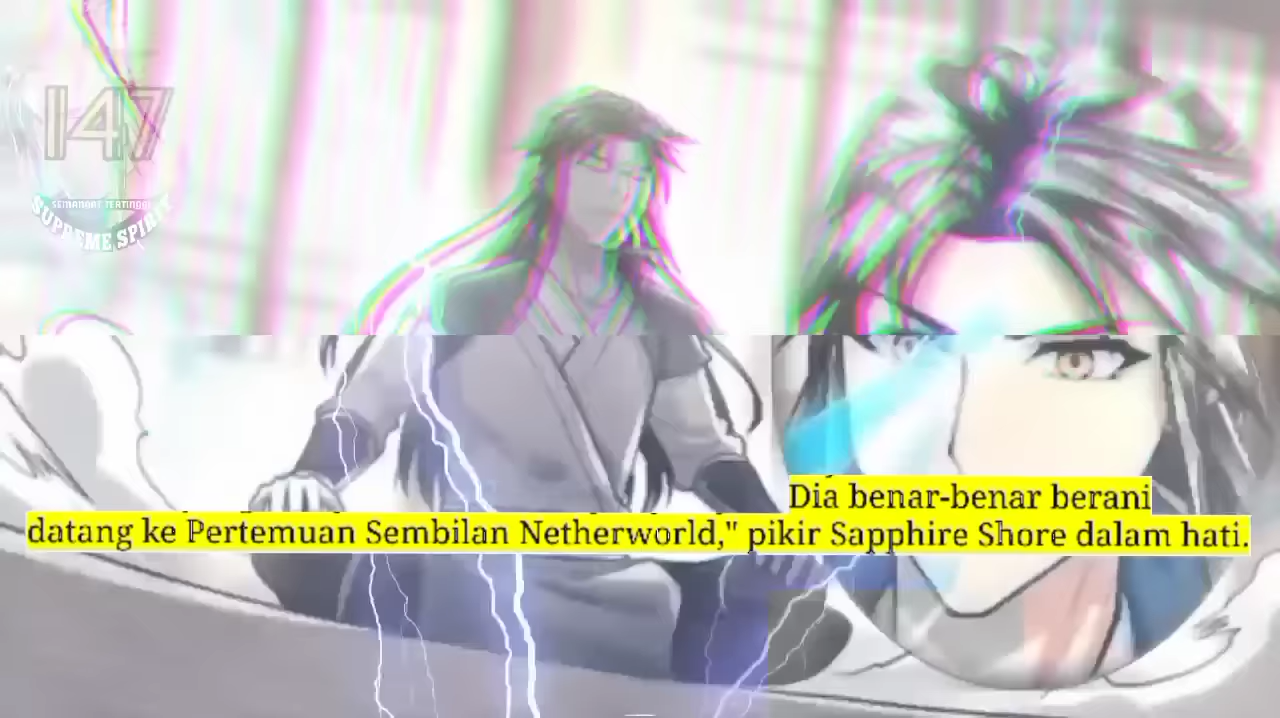 147
SEMANGAT TERTINGGI
SUPREME SPIRIT
Dia benar-benar berani
datang ke Pertemuan Sembilan Netherworld," pikir Sapphire Shore dalam hati.